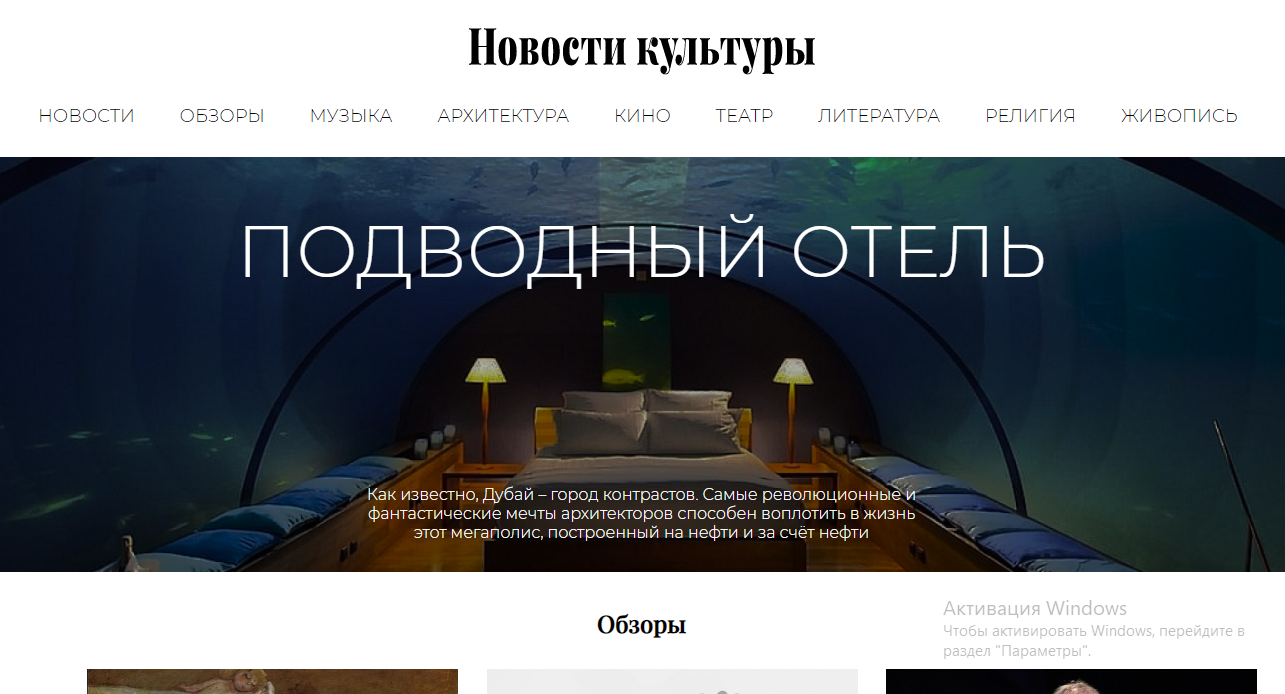 Новости культуры
НОВОСТИ ОБЗОРЫ МУЗЫКА АРХИТЕКТУРА КИНО ТЕАТР ЛИТЕРАТУРА РЕЛИГИЯ ЖИВОПИСЬ
ПОДВОДНЫЙ ОТЕЛЬ
Как известно, Дубай – город контрастов. Самые революционные и
фантастические мечты архитекторов способен воплотить в жизнь
этот мегаполис, построенный на нефти и за счёт нефти
Обзоры
Активация Windows
Чтобы активировать Windows, перейдите в
раздел "Параметры".